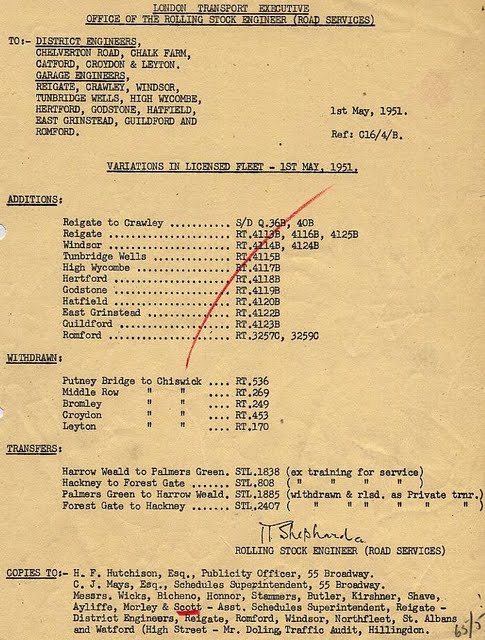 LONDON TRANSPORT EXECUTIVE
OFFICE OF THE ROLLING STOCK ENGINEER (ROAD SERVICES)
TO:- DISTRICT ENGINEERS,
CHELVERTON ROAD, CHALK FARM,
CATFORD, CROYDON & LEYTON.
GARAGE ENGINEERS,
REIGATE, CRAWLEY, WINDSOR,
TUNBRIDGE WELLS, HIGH WYCOMBE,
HERTFORD, GODSTONE, HATFIELD,
EAST GRINSTEAD, GUILDFORD AND
ROMFORD.
1st May, 1951.
Ref: C16/4/B.
VARIATIONS IN LICENSED FLEET - 1ST MAY, 1951.
ADDITIONS:
Reigate to Crawley .......... S/D Q.36B, 40B
Reigate ..................... RT.4113B, 4116B, 4125B
Windsor ..................... RT.4114B, 4124B
Tunbridge Wells ............. RT.4115B
High Wycombe ................ RT.4117B
Hertford .................... RT.4118B
Godstone .................... RT.4119B
Hatfield .................... RT.4120B
East Grinstead .............. RT.4122B
Guildford ................... RT.4123B
Romford ..................... RT.3257C, 3259C
WITHDRAWN:
Putney Bridge to Chiswick .... RT.536
Middle Row " " .... RT.269
Bromley " " .... RT.249
Croydon " " .... RT.453
Leyton " " .... RT.170
TRANSFERS:
Harrow Weald to Palmers Green. STL.1838 (ex training for service)
Hackney to Forest Gate ....... STL.808 ( " " " " )
Palmers Green to Harrow Weald. STL.1885 (withdrawn & rlsd. as Private trnr.)
Forest Gate to Hackney ....... STL.2407 ( " " " " " " )
Shepharda
ROLLING STOCK ENGINEER (ROAD SERVICES)
COPIES TO:- H. F. Hutchison, Esq., Publicity Officer, 55 Broadway.
C. J. Mays, Esq., Schedules Superintendent, 55 Broadway.
Messrs. Wicks, Bicheno, Honnor, Stammers, Butler, Kirshner, Shave,
Ayliffe, Morley & Scott - Asst. Schedules Superintendent, Reigate -
District Engineers, Reigate, Romford, Windsor, Northfleet, St. Albans
and Watford (High Street - Mr. Doling, Traffic Audit, Hillingdon.
65/5